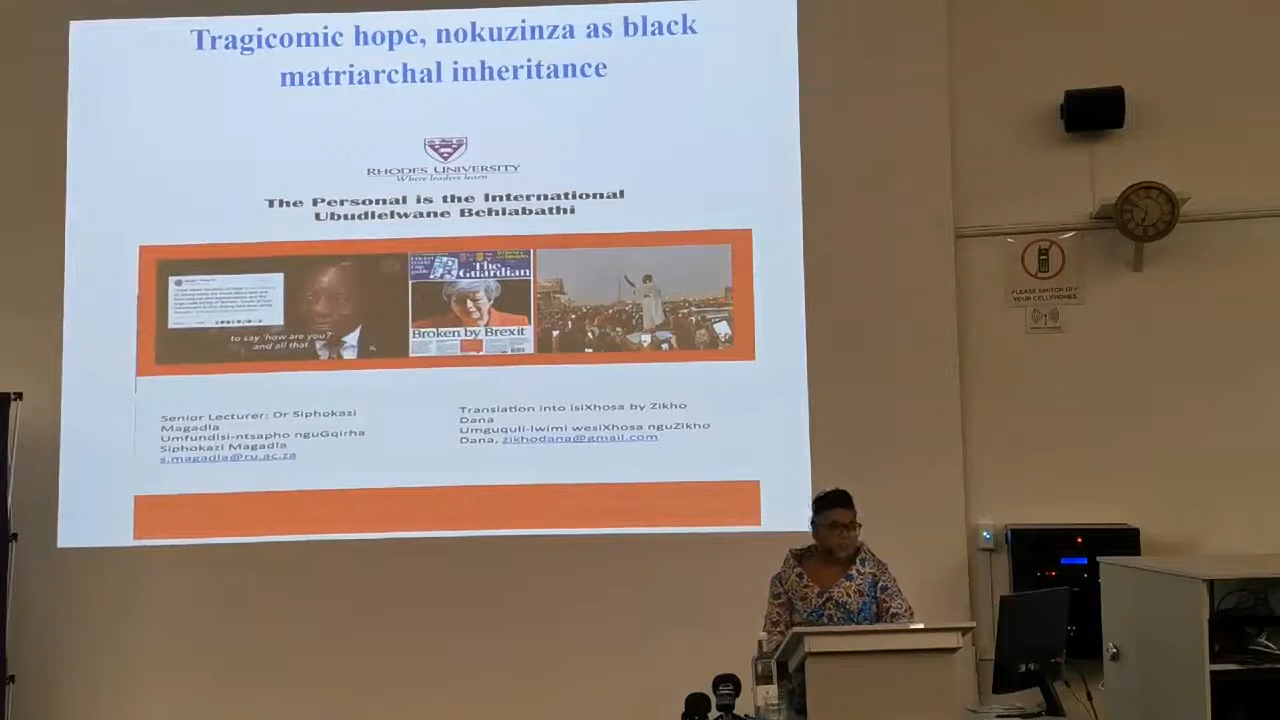 Tragicomic hope, nokuzinza as black
matriarchal inheritance
RHODES UNIVERSITY
Where leaders learn
The Personal is the International
Ubudlelwane Behlabathi
to say 'how are you?'
and all that.
The
Guardian
Broken by Brexit
Senior Lecturer: Dr Siphokazi
Magadla
Umfundisi-ntsapho nguGqirha
Siphokazi Magadla
s.magadla@ru.ac.za
Translation into isiXhosa by Zikho
Dana
Umguquli-lwimi wesiXhosa nguZikho
Dana, zikhodana@gmail.com
PLEASE SWITCH OFF
YOUR CELLPHONES